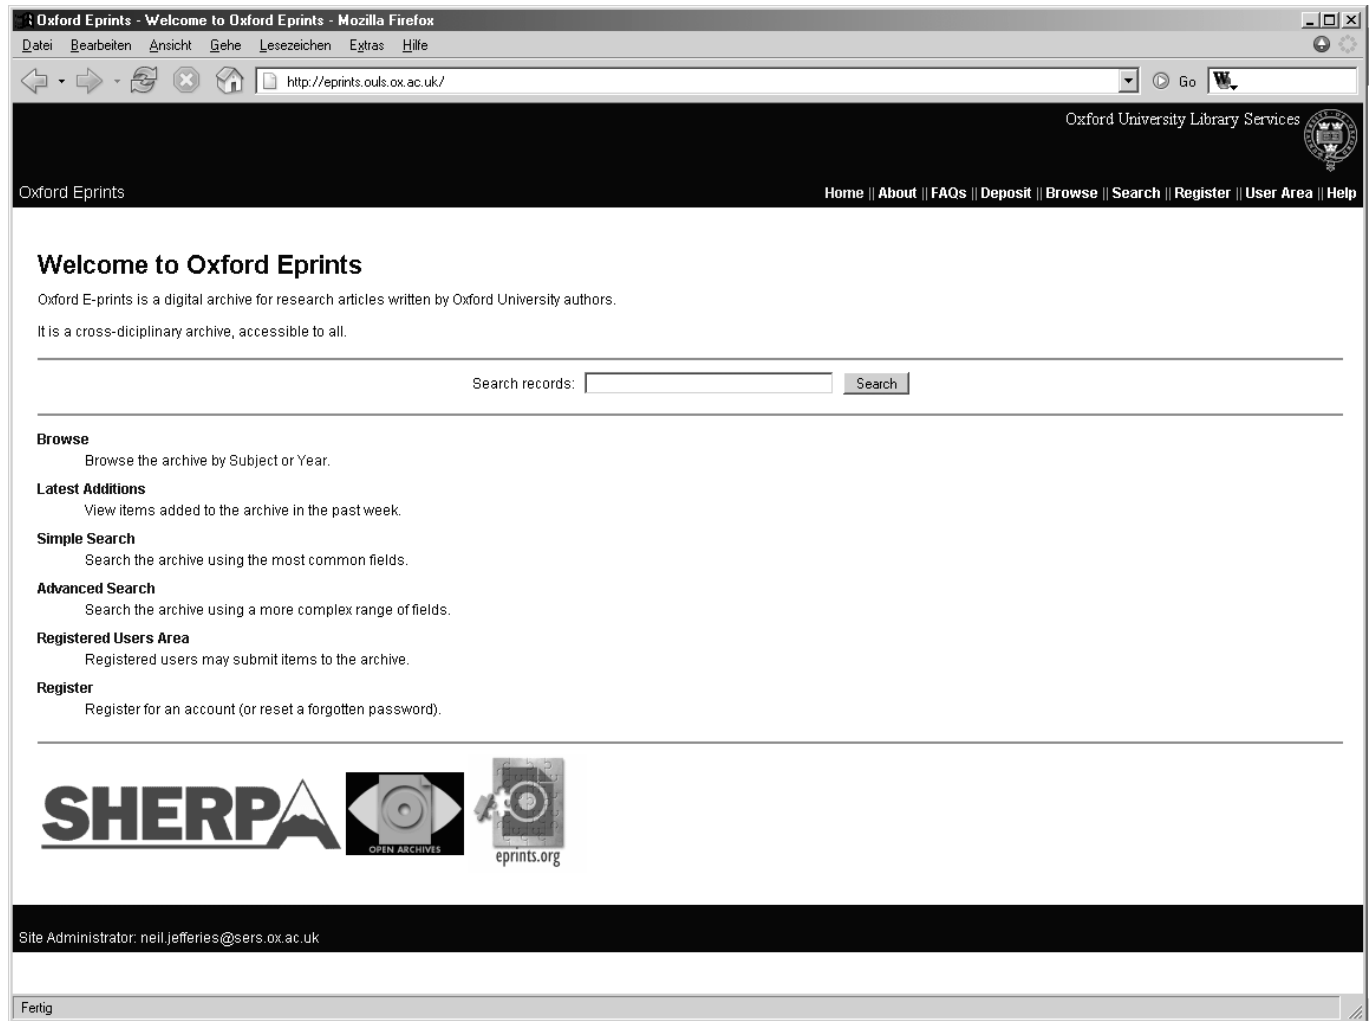 Oxford Eprints - Welcome to Oxford Eprints - Mozilla Firefox
Datei Bearbeiten Ansicht Gehe Lesezeichen Extras Hilfe
http://eprints.ouls.ox.ac.uk/ Go W
Oxford University Library Services
Oxford Eprints Home || About || FAQs || Deposit || Browse || Search || Register || User Area || Help
Welcome to Oxford Eprints
Oxford E-prints is a digital archive for research articles written by Oxford University authors.
It is a cross-diciplinary archive, accessible to all.
Search records: Search
Browse
Browse the archive by Subject or Year.
Latest Additions
View items added to the archive in the past week.
Simple Search
Search the archive using the most common fields.
Advanced Search
Search the archive using a more complex range of fields.
Registered Users Area
Registered users may submit items to the archive.
Register
Register for an account (or reset a forgotten password).
SHERPA
OPEN ARCHIVES
eprints.org
Site Administrator: neil.jefferies@sers.ox.ac.uk
Fertig